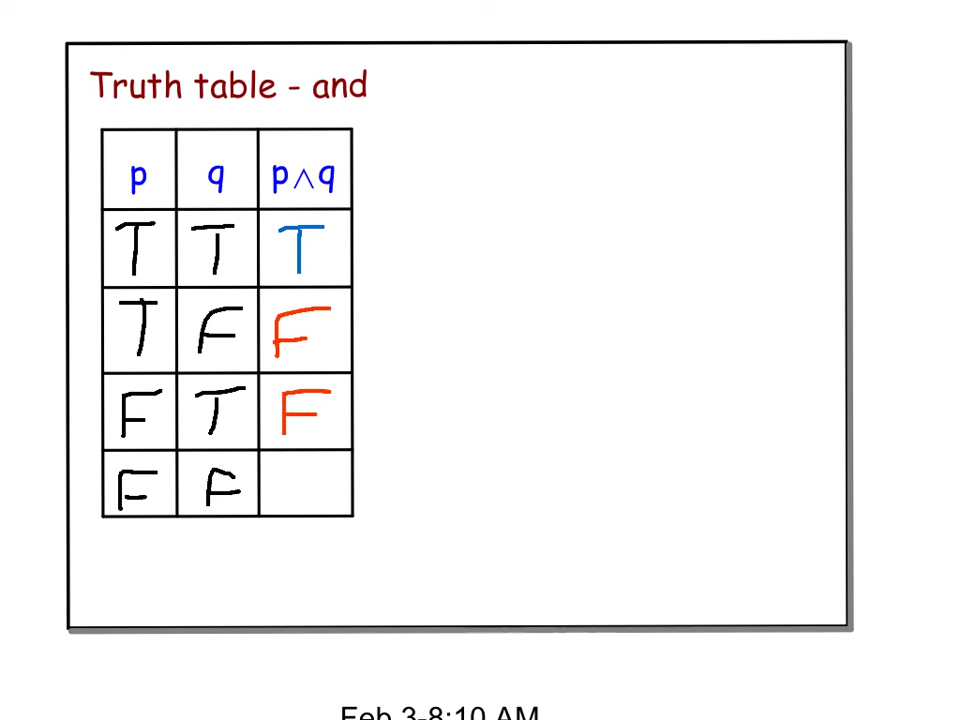 Truth table - and
p q p∧q
T T T
T F F
F T F
F F
Feb 3-8:10 AM